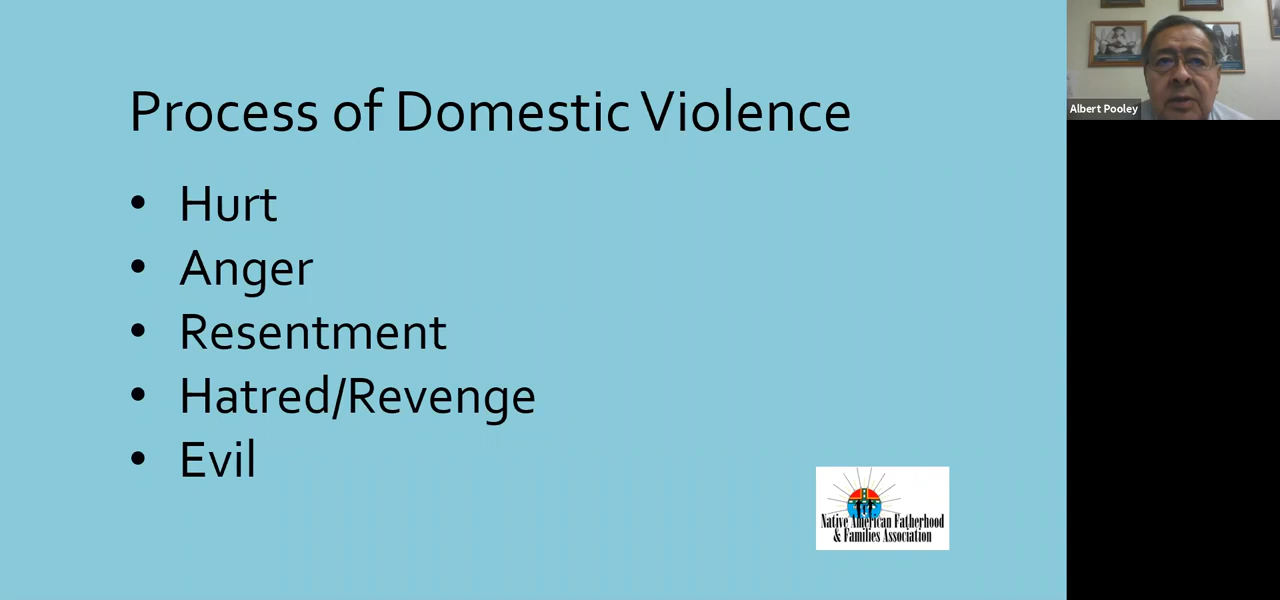 Process of Domestic Violence
• Hurt
• Anger
• Resentment
• Hatred/Revenge
• Evil
Native American Fatherhood
& Families Association
Albert Pooley